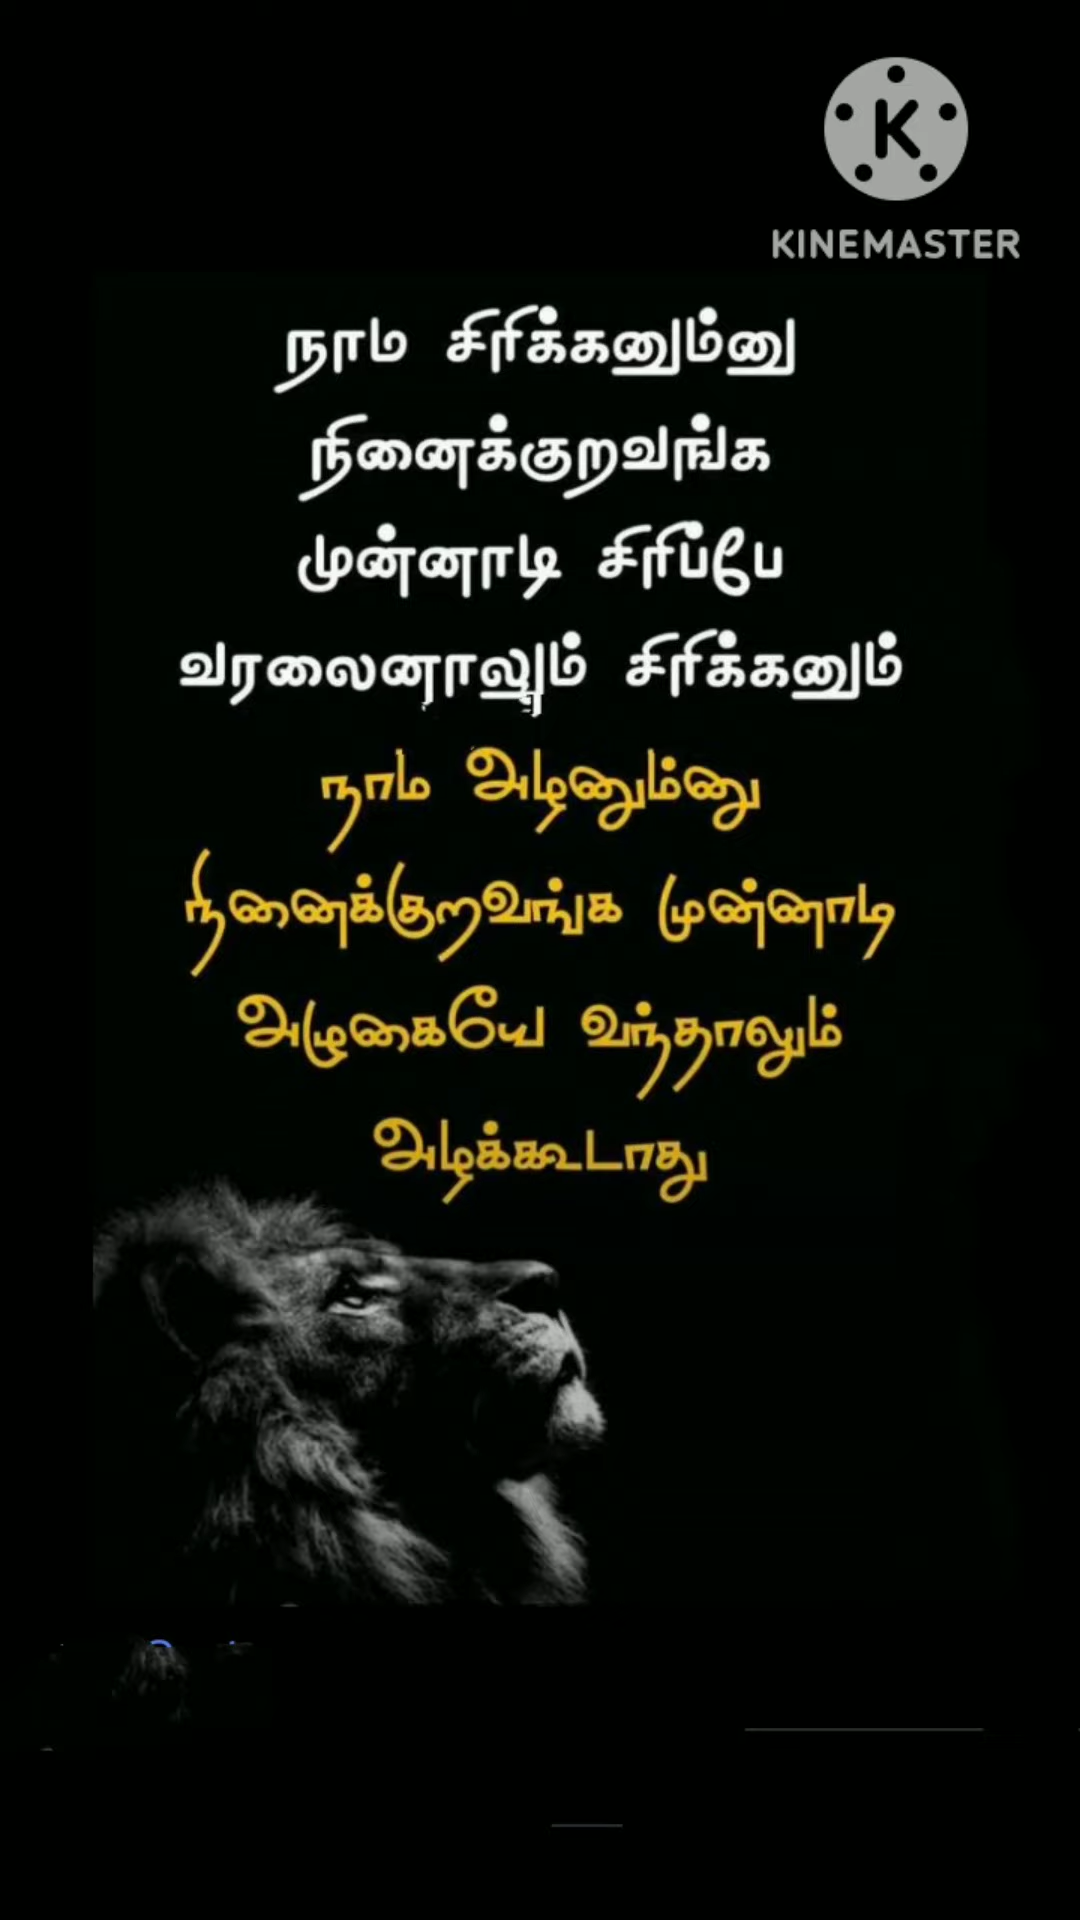 KINEMASTER
நாம சிரிக்கனும்னு
நினைக்குறவங்க
முன்னாடி சிரிப்பே
வரலைனாலும் சிரிக்கனும்
நாம அழனும்னு
நினைக்குறவங்க முன்னாடி
அழுகையே வந்தாலும்
அழக்கூடாது